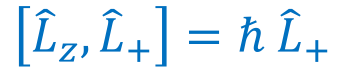 [L̂_z, L̂_+] = ℏ L̂_+